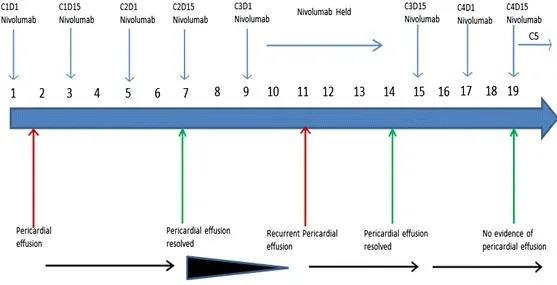 C1D1
Nivolumab
C1D15
Nivolumab
C2D1
Nivolumab
C2D15
Nivolumab
C3D1
Nivolumab
Nivolumab Held
C3D15
Nivolumab
C4D1
Nivolumab
C4D15
Nivolumab
C5
1 2 3 4 5 6 7 8 9 10 11 12 13 14 15 16 17 18 19
Pericardial
effusion
Pericardial effusion
resolved
Recurrent Pericardial
effusion
Pericardial effusion
resolved
No evidence of
pericardial effusion